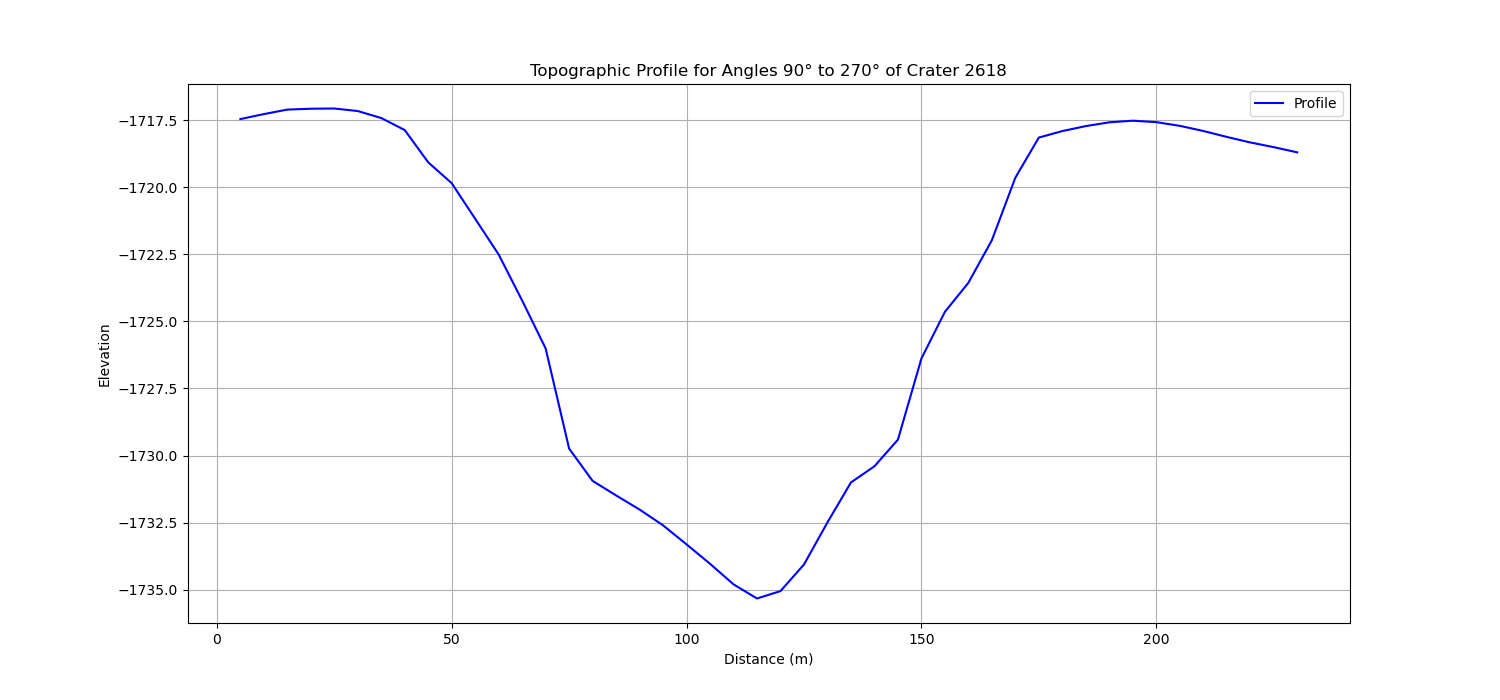 Topographic Profile for Angles 90° to 270° of Crater 2618
Profile
−1717.5
−1720.0
−1722.5
−1725.0
−1727.5
−1730.0
−1732.5
−1735.0
Elevation
0 50 100 150 200
Distance (m)